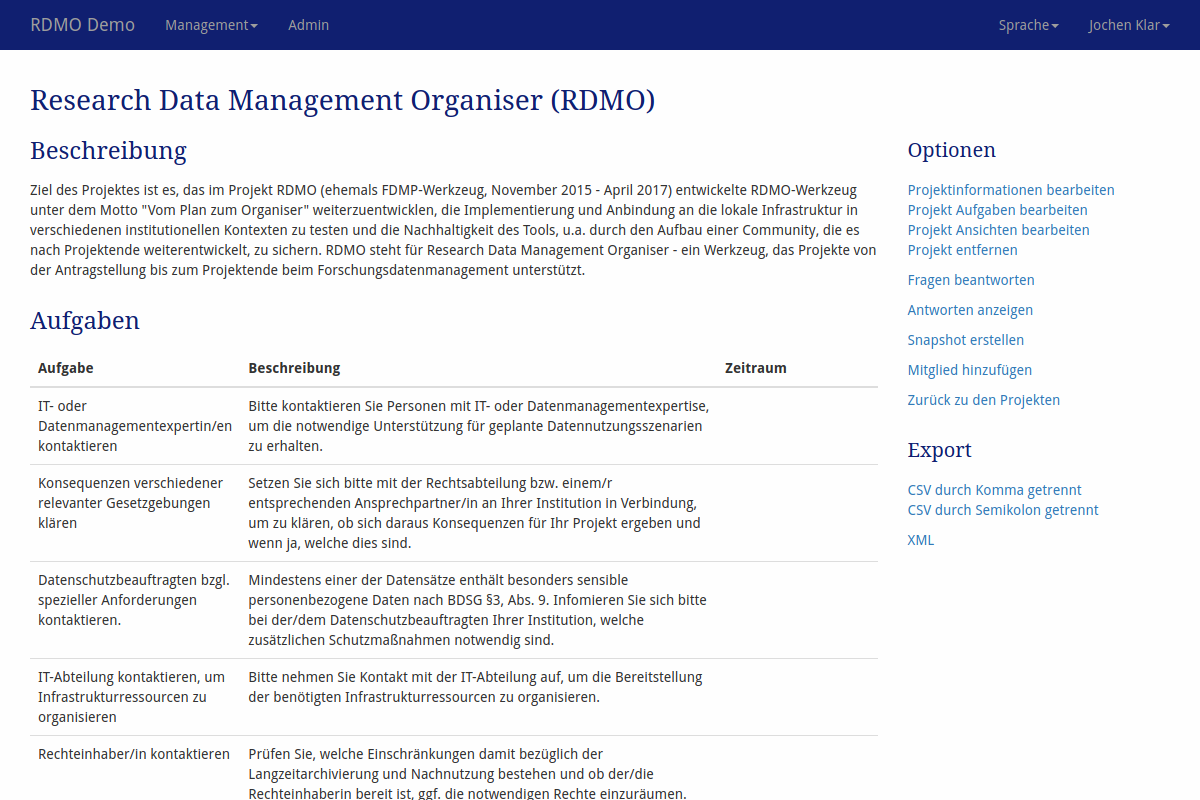 RDMO Demo Management Admin Sprache Jochen Klar
Research Data Management Organiser (RDMO)
Beschreibung
Ziel des Projektes ist es, das im Projekt RDMO (ehemals FDMP-Werkzeug, November 2015 - April 2017) entwickelte RDMO-Werkzeug
unter dem Motto "Vom Plan zum Organiser" weiterzuentwicklen, die Implementierung und Anbindung an die lokale Infrastruktur in
verschiedenen institutionellen Kontexten zu testen und die Nachhaltigkeit des Tools, u.a. durch den Aufbau einer Community, die es
nach Projektende weiterentwickelt, zu sichern. RDMO steht für Research Data Management Organiser - ein Werkzeug, das Projekte von
der Antragstellung bis zum Projektende beim Forschungsdatenmanagement unterstützt.
Aufgaben
Aufgabe Beschreibung Zeitraum
IT- oder
Datenmanagementexpertin/en
kontaktieren
Bitte kontaktieren Sie Personen mit IT- oder Datenmanagementexpertise,
um die notwendige Unterstützung für geplante Datennutzungsszenarien
zu erhalten.
Konsequenzen verschiedener
relevanter Gesetzgebungen
klären
Setzen Sie sich bitte mit der Rechtsabteilung bzw. einem/r
entsprechenden Ansprechpartner/in an Ihrer Institution in Verbindung,
um zu klären, ob sich daraus Konsequenzen für Ihr Projekt ergeben und
wenn ja, welche dies sind.
Datenschutzbeauftragten bzgl.
spezieller Anforderungen
kontaktieren.
Mindestens einer der Datensätze enthält besonders sensible
personenbezogene Daten nach BDSG §3, Abs. 9. Infomieren Sie sich bitte
bei der/dem Datenschutzbeauftragten Ihrer Institution, welche
zusätzlichen Schutzmaßnahmen notwendig sind.
IT-Abteilung kontaktieren, um
Infrastrukturressourcen zu
organisieren
Bitte nehmen Sie Kontakt mit der IT-Abteilung auf, um die Bereitstellung
der benötigten Infrastrukturressourcen zu organisieren.
Rechteinhaber/in kontaktieren
Prüfen Sie, welche Einschränkungen damit bezüglich der
Langzeitarchivierung und Nachnutzung bestehen und ob der/die
Rechteinhaberin bereit ist, ggf. die notwendigen Rechte einzuräumen.
Optionen
Projektinformationen bearbeiten
Projekt Aufgaben bearbeiten
Projekt Ansichten bearbeiten
Projekt entfernen
Fragen beantworten
Antworten anzeigen
Snapshot erstellen
Mitglied hinzufügen
Zurück zu den Projekten
Export
CSV durch Komma getrennt
CSV durch Semikolon getrennt
XML